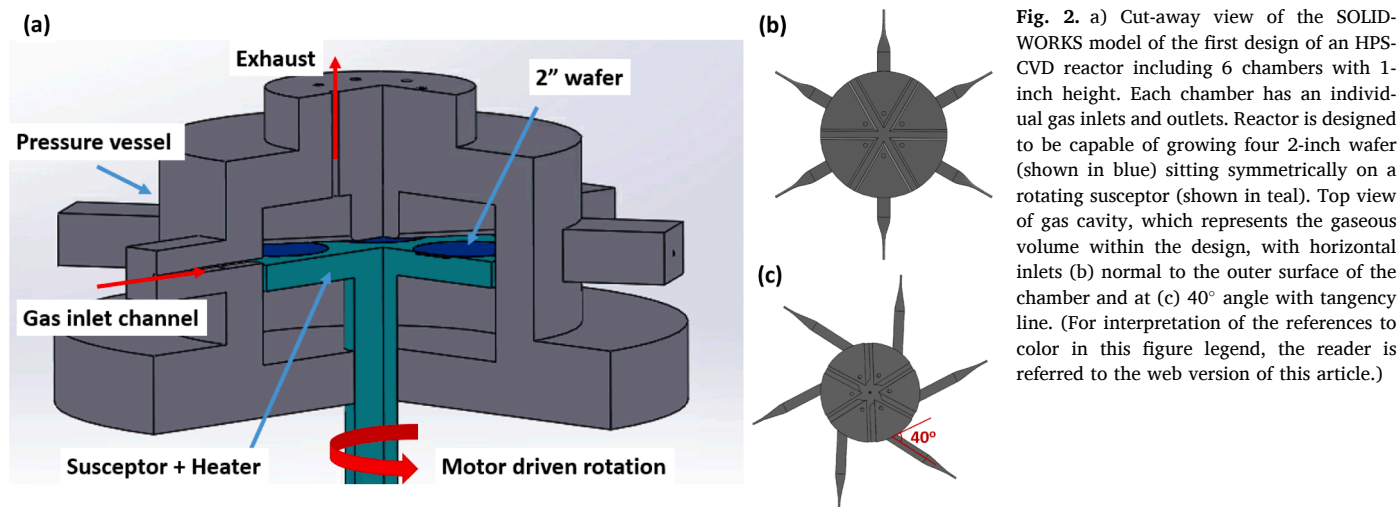 (a)
Exhaust
2” wafer
Pressure vessel
Gas inlet channel
Susceptor + Heater
Motor driven rotation
(b)
(c)
40°
Fig. 2. a) Cut-away view of the SOLID-
WORKS model of the first design of an HPS-
CVD reactor including 6 chambers with 1-
inch height. Each chamber has an individ-
ual gas inlets and outlets. Reactor is designed
to be capable of growing four 2-inch wafer
(shown in blue) sitting symmetrically on a
rotating susceptor (shown in teal). Top view
of gas cavity, which represents the gaseous
volume within the design, with horizontal
inlets (b) normal to the outer surface of the
chamber and at (c) 40° angle with tangency
line. (For interpretation of the references to
color in this figure legend, the reader is
referred to the web version of this article.)